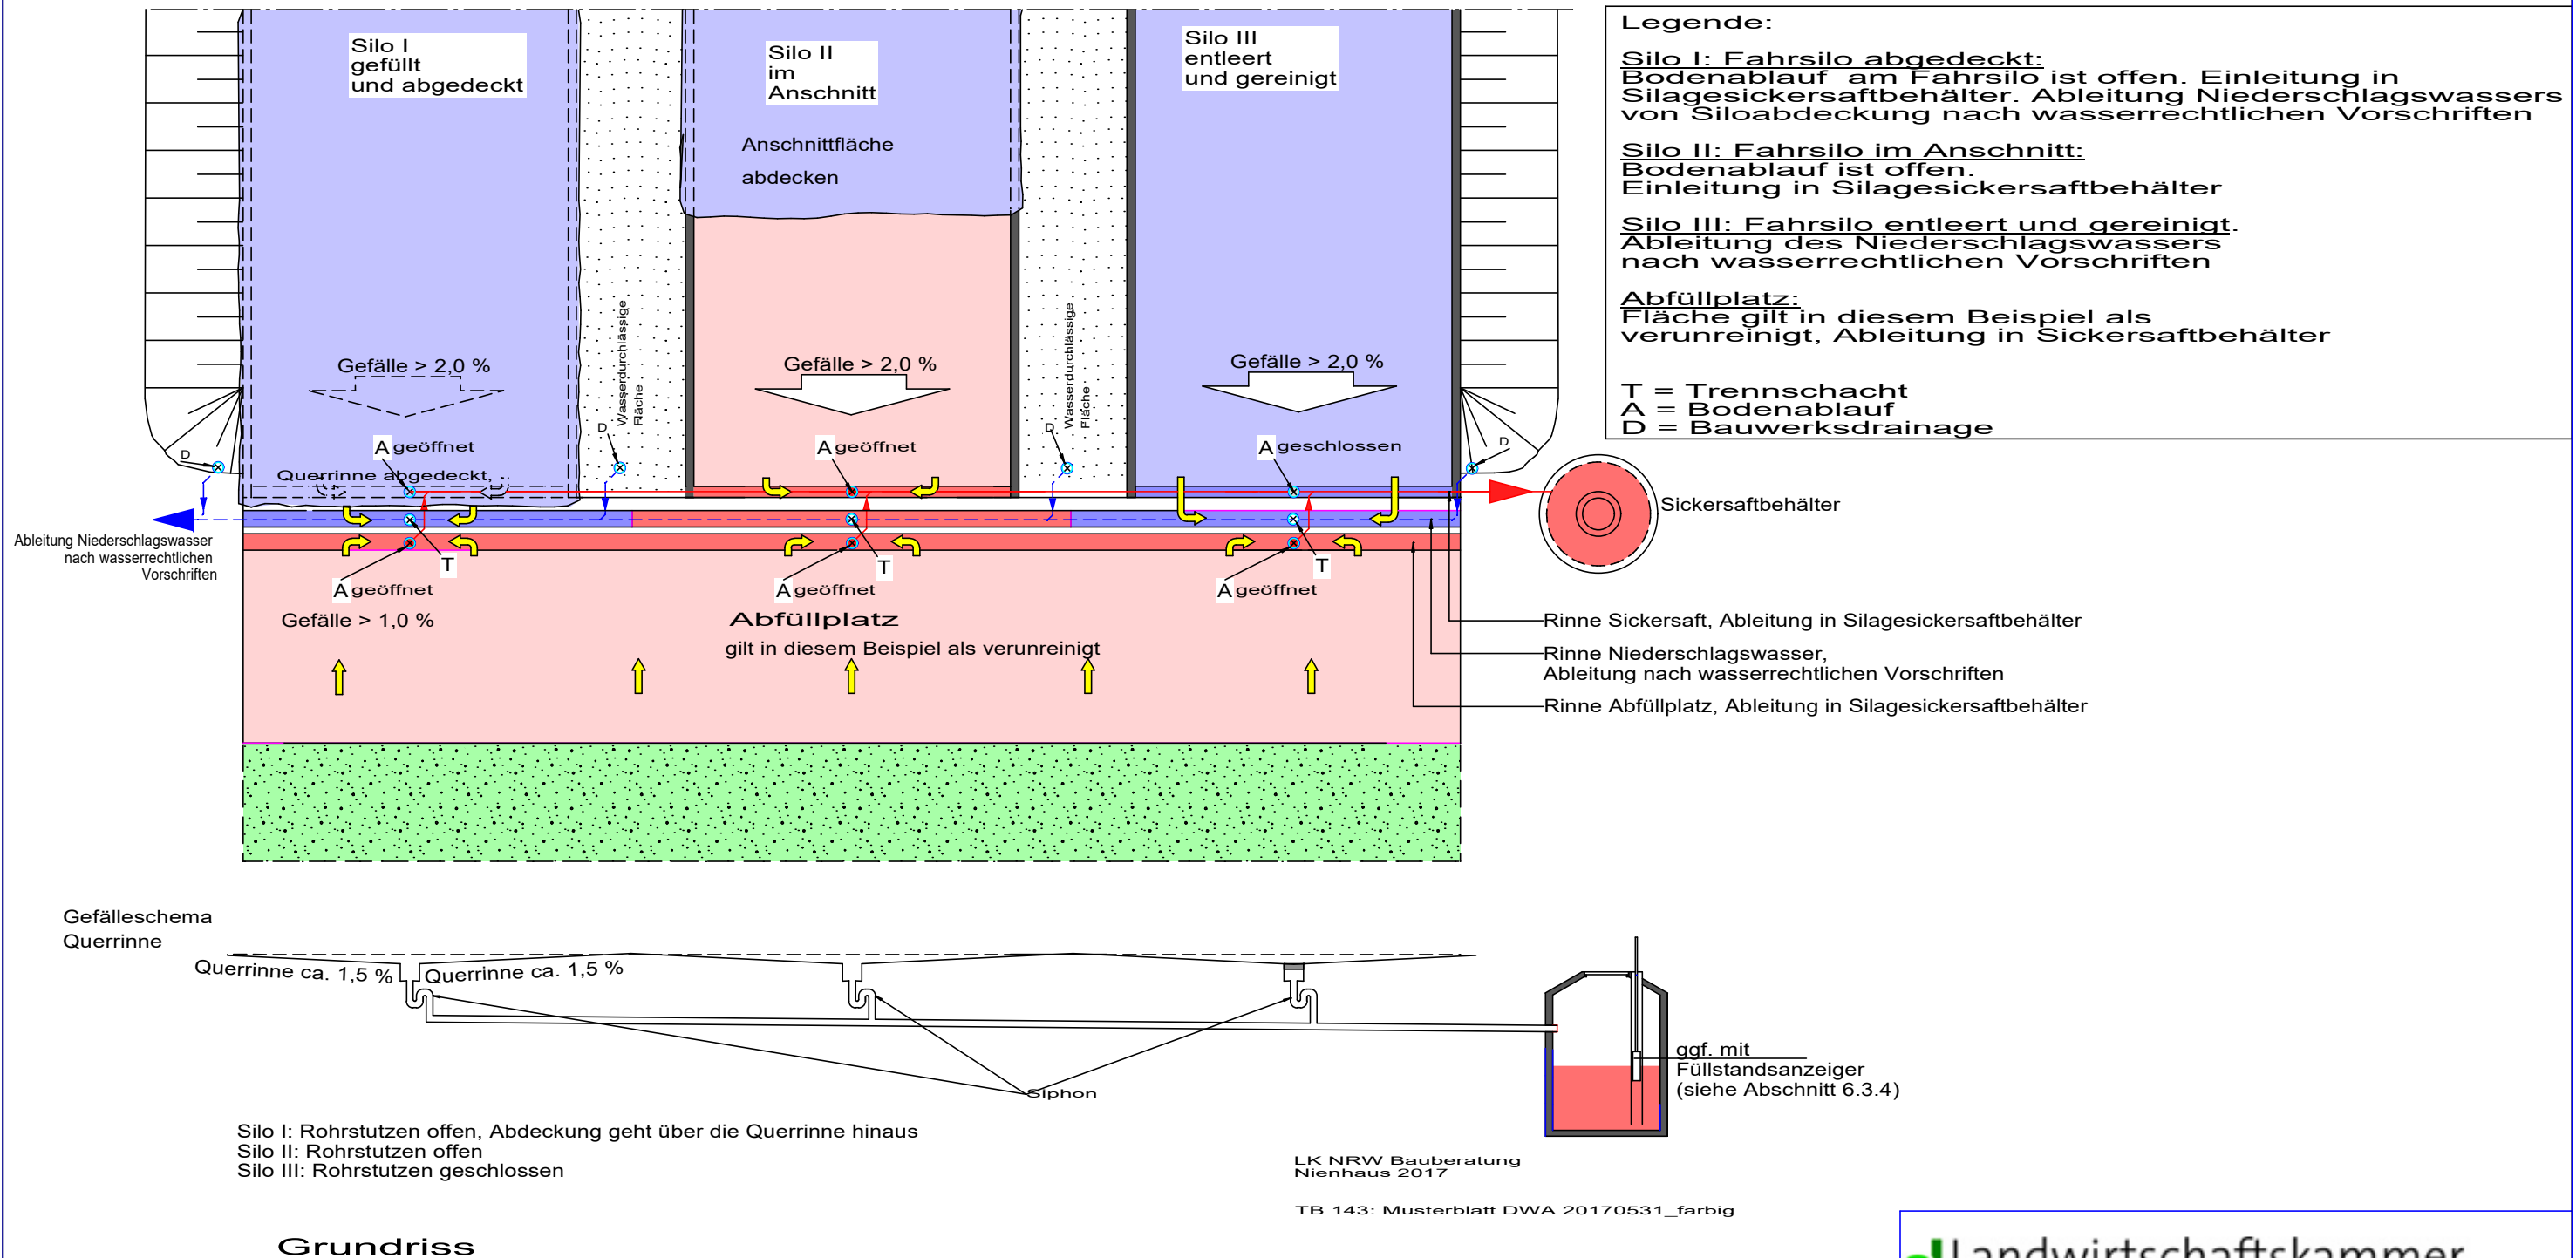 Silo I
gefüllt
und abgedeckt
Silo II
im
Anschnitt
Silo III
entleert
und gereinigt
Anschnittfläche
abdecken
Legende:
Silo I: Fahrsilo abgedeckt:
Bodenablauf am Fahrsilo ist offen. Einleitung in
Silagesickersaftbehälter. Ableitung Niederschlagswassers
von Siloabdeckung nach wasserrechtlichen Vorschriften
Silo II: Fahrsilo im Anschnitt:
Bodenablauf ist offen.
Einleitung in Silagesickersaftbehälter
Silo III: Fahrsilo entleert und gereinigt.
Ableitung des Niederschlagswassers
nach wasserrechtlichen Vorschriften
Abfüllplatz:
Fläche gilt in diesem Beispiel als
verunreinigt, Ableitung in Sickersaftbehälter
T = Trennschacht
A = Bodenablauf
D = Bauwerksdrainage
Gefälle > 2,0 %
Wasserdurchlässige
Fläche
Gefälle > 2,0 %
Wasserdurchlässige
Fläche
Gefälle > 2,0 %
D
A geöffnet
D
A geöffnet
D
A geschlossen
D
Querrinne abgedeckt,
Sickersaftbehälter
Ableitung Niederschlagswasser
nach wasserrechtlichen
Vorschriften
T
T
T
A geöffnet
A geöffnet
A geöffnet
Gefälle > 1,0 %
Abfüllplatz
gilt in diesem Beispiel als verunreinigt
Rinne Sickersaft, Ableitung in Silagesickersaftbehälter
Rinne Niederschlagswasser,
Ableitung nach wasserrechtlichen Vorschriften
Rinne Abfüllplatz, Ableitung in Silagesickersaftbehälter
Gefälleschema
Querrinne
Querrinne ca. 1,5 %
Querrinne ca. 1,5 %
Siphon
ggf. mit
Füllstandsanzeiger
(siehe Abschnitt 6.3.4)
Silo I: Rohrstutzen offen, Abdeckung geht über die Querrinne hinaus
Silo II: Rohrstutzen offen
Silo III: Rohrstutzen geschlossen
LK NRW Bauberatung
Nienhaus 2017
TB 143: Musterblatt DWA 20170531_farbig
Grundriss
Landwirtschaftskammer